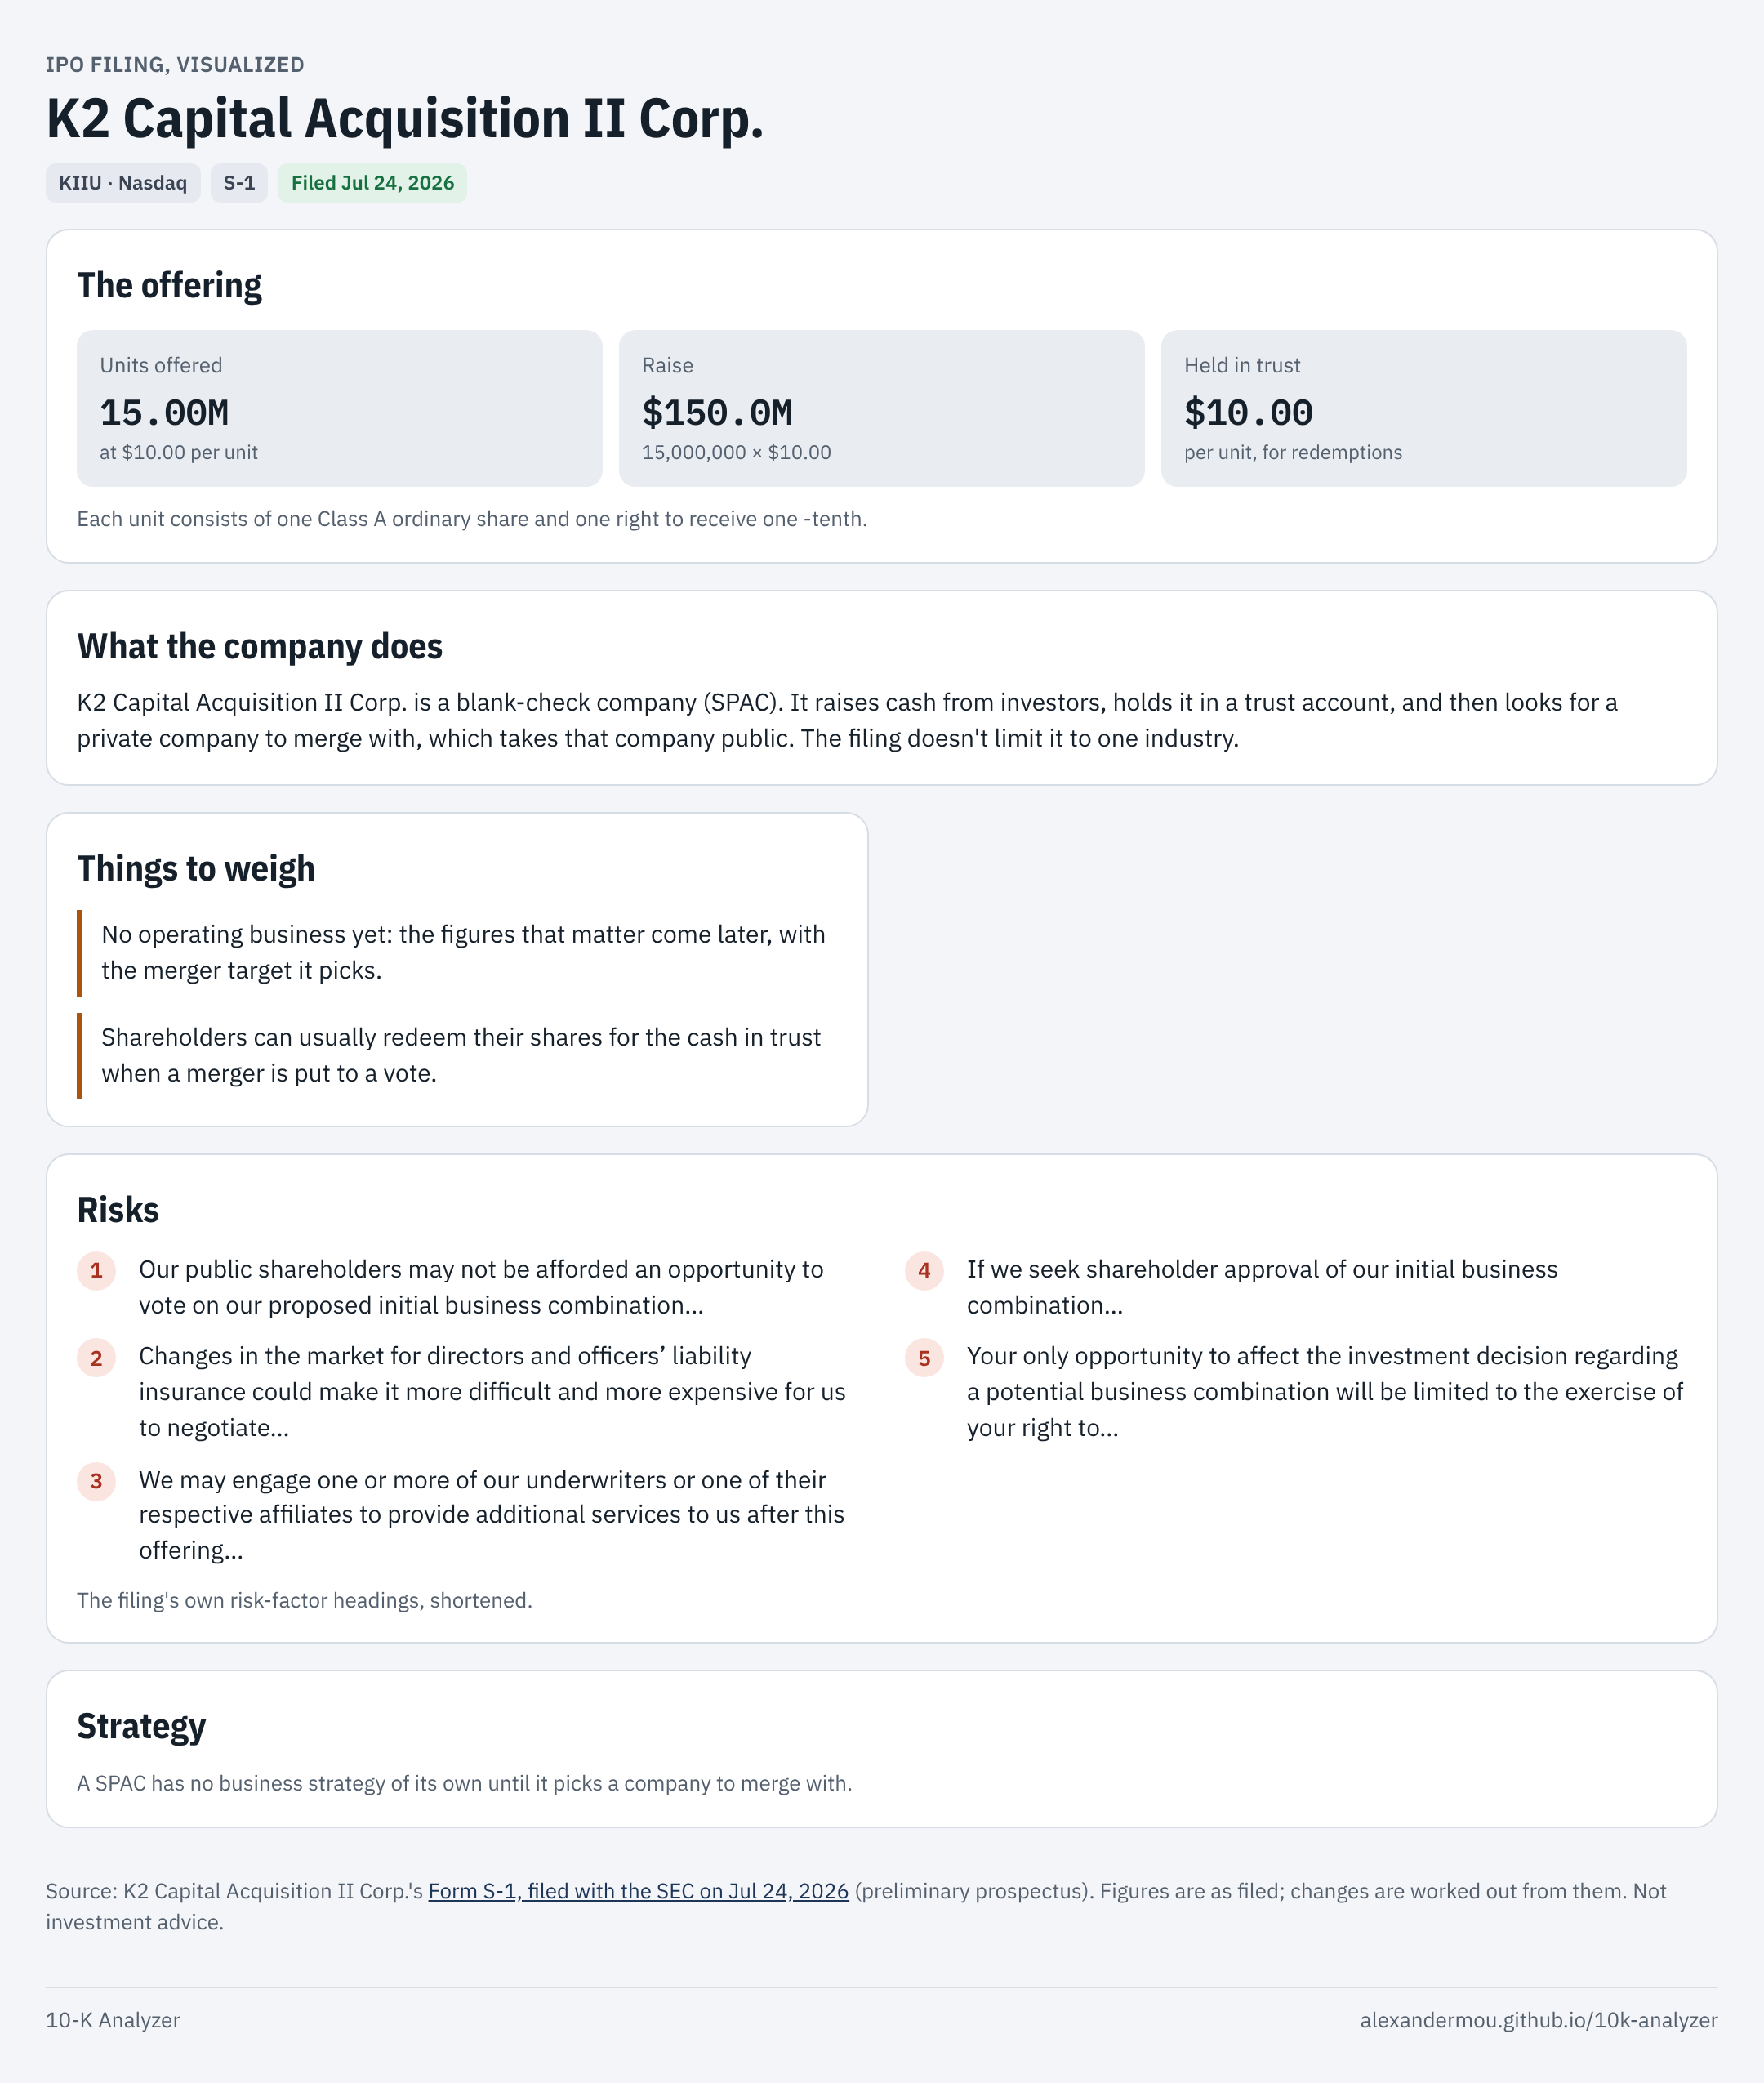 IPO FILING, VISUALIZED
K2 Capital Acquisition II Corp.
KIIU · Nasdaq
S-1
Filed Jul 24, 2026
The offering
Units offered
15.00M
at $10.00 per unit
Raise
$150.0M
15,000,000 × $10.00
Held in trust
$10.00
per unit, for redemptions
Each unit consists of one Class A ordinary share and one right to receive one -tenth.
What the company does
K2 Capital Acquisition II Corp. is a blank-check company (SPAC). It raises cash from investors, holds it in a trust account, and then looks for a
private company to merge with, which takes that company public. The filing doesn't limit it to one industry.
Things to weigh
No operating business yet: the figures that matter come later, with
the merger target it picks.
Shareholders can usually redeem their shares for the cash in trust
when a merger is put to a vote.
Risks
1
Our public shareholders may not be afforded an opportunity to
vote on our proposed initial business combination…
2
Changes in the market for directors and officers’ liability
insurance could make it more difficult and more expensive for us
to negotiate…
3
We may engage one or more of our underwriters or one of their
respective affiliates to provide additional services to us after this
offering…
4
If we seek shareholder approval of our initial business
combination…
5
Your only opportunity to affect the investment decision regarding
a potential business combination will be limited to the exercise of
your right to…
The filing's own risk-factor headings, shortened.
Strategy
A SPAC has no business strategy of its own until it picks a company to merge with.
Source: K2 Capital Acquisition II Corp.'s Form S-1, filed with the SEC on Jul 24, 2026 (preliminary prospectus). Figures are as filed; changes are worked out from them. Not
investment advice.
10-K Analyzer
alexandermou.github.io/10k-analyzer